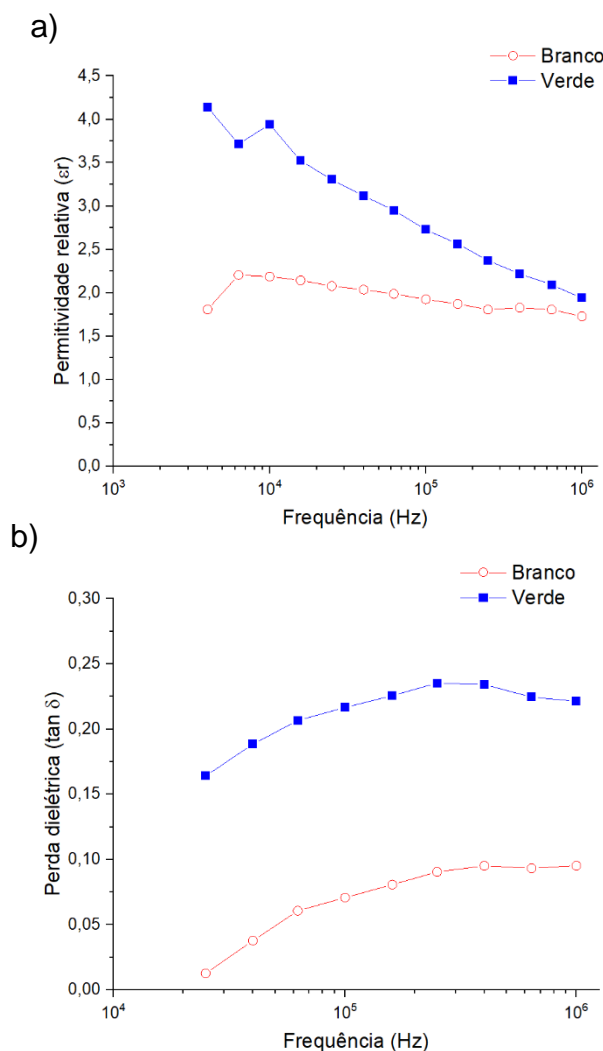 a)
Branco
Verde
4,5
4,0
3,5
3,0
2,5
2,0
1,5
1,0
0,5
0,0
Permitividade relativa (εr)
10³
10⁴
10⁵
10⁶
Frequência (Hz)
b)
Branco
Verde
0,30
0,25
0,20
0,15
0,10
0,05
0,00
Perda dielétrica (tan δ)
10⁴
10⁵
10⁶
Frequência (Hz)